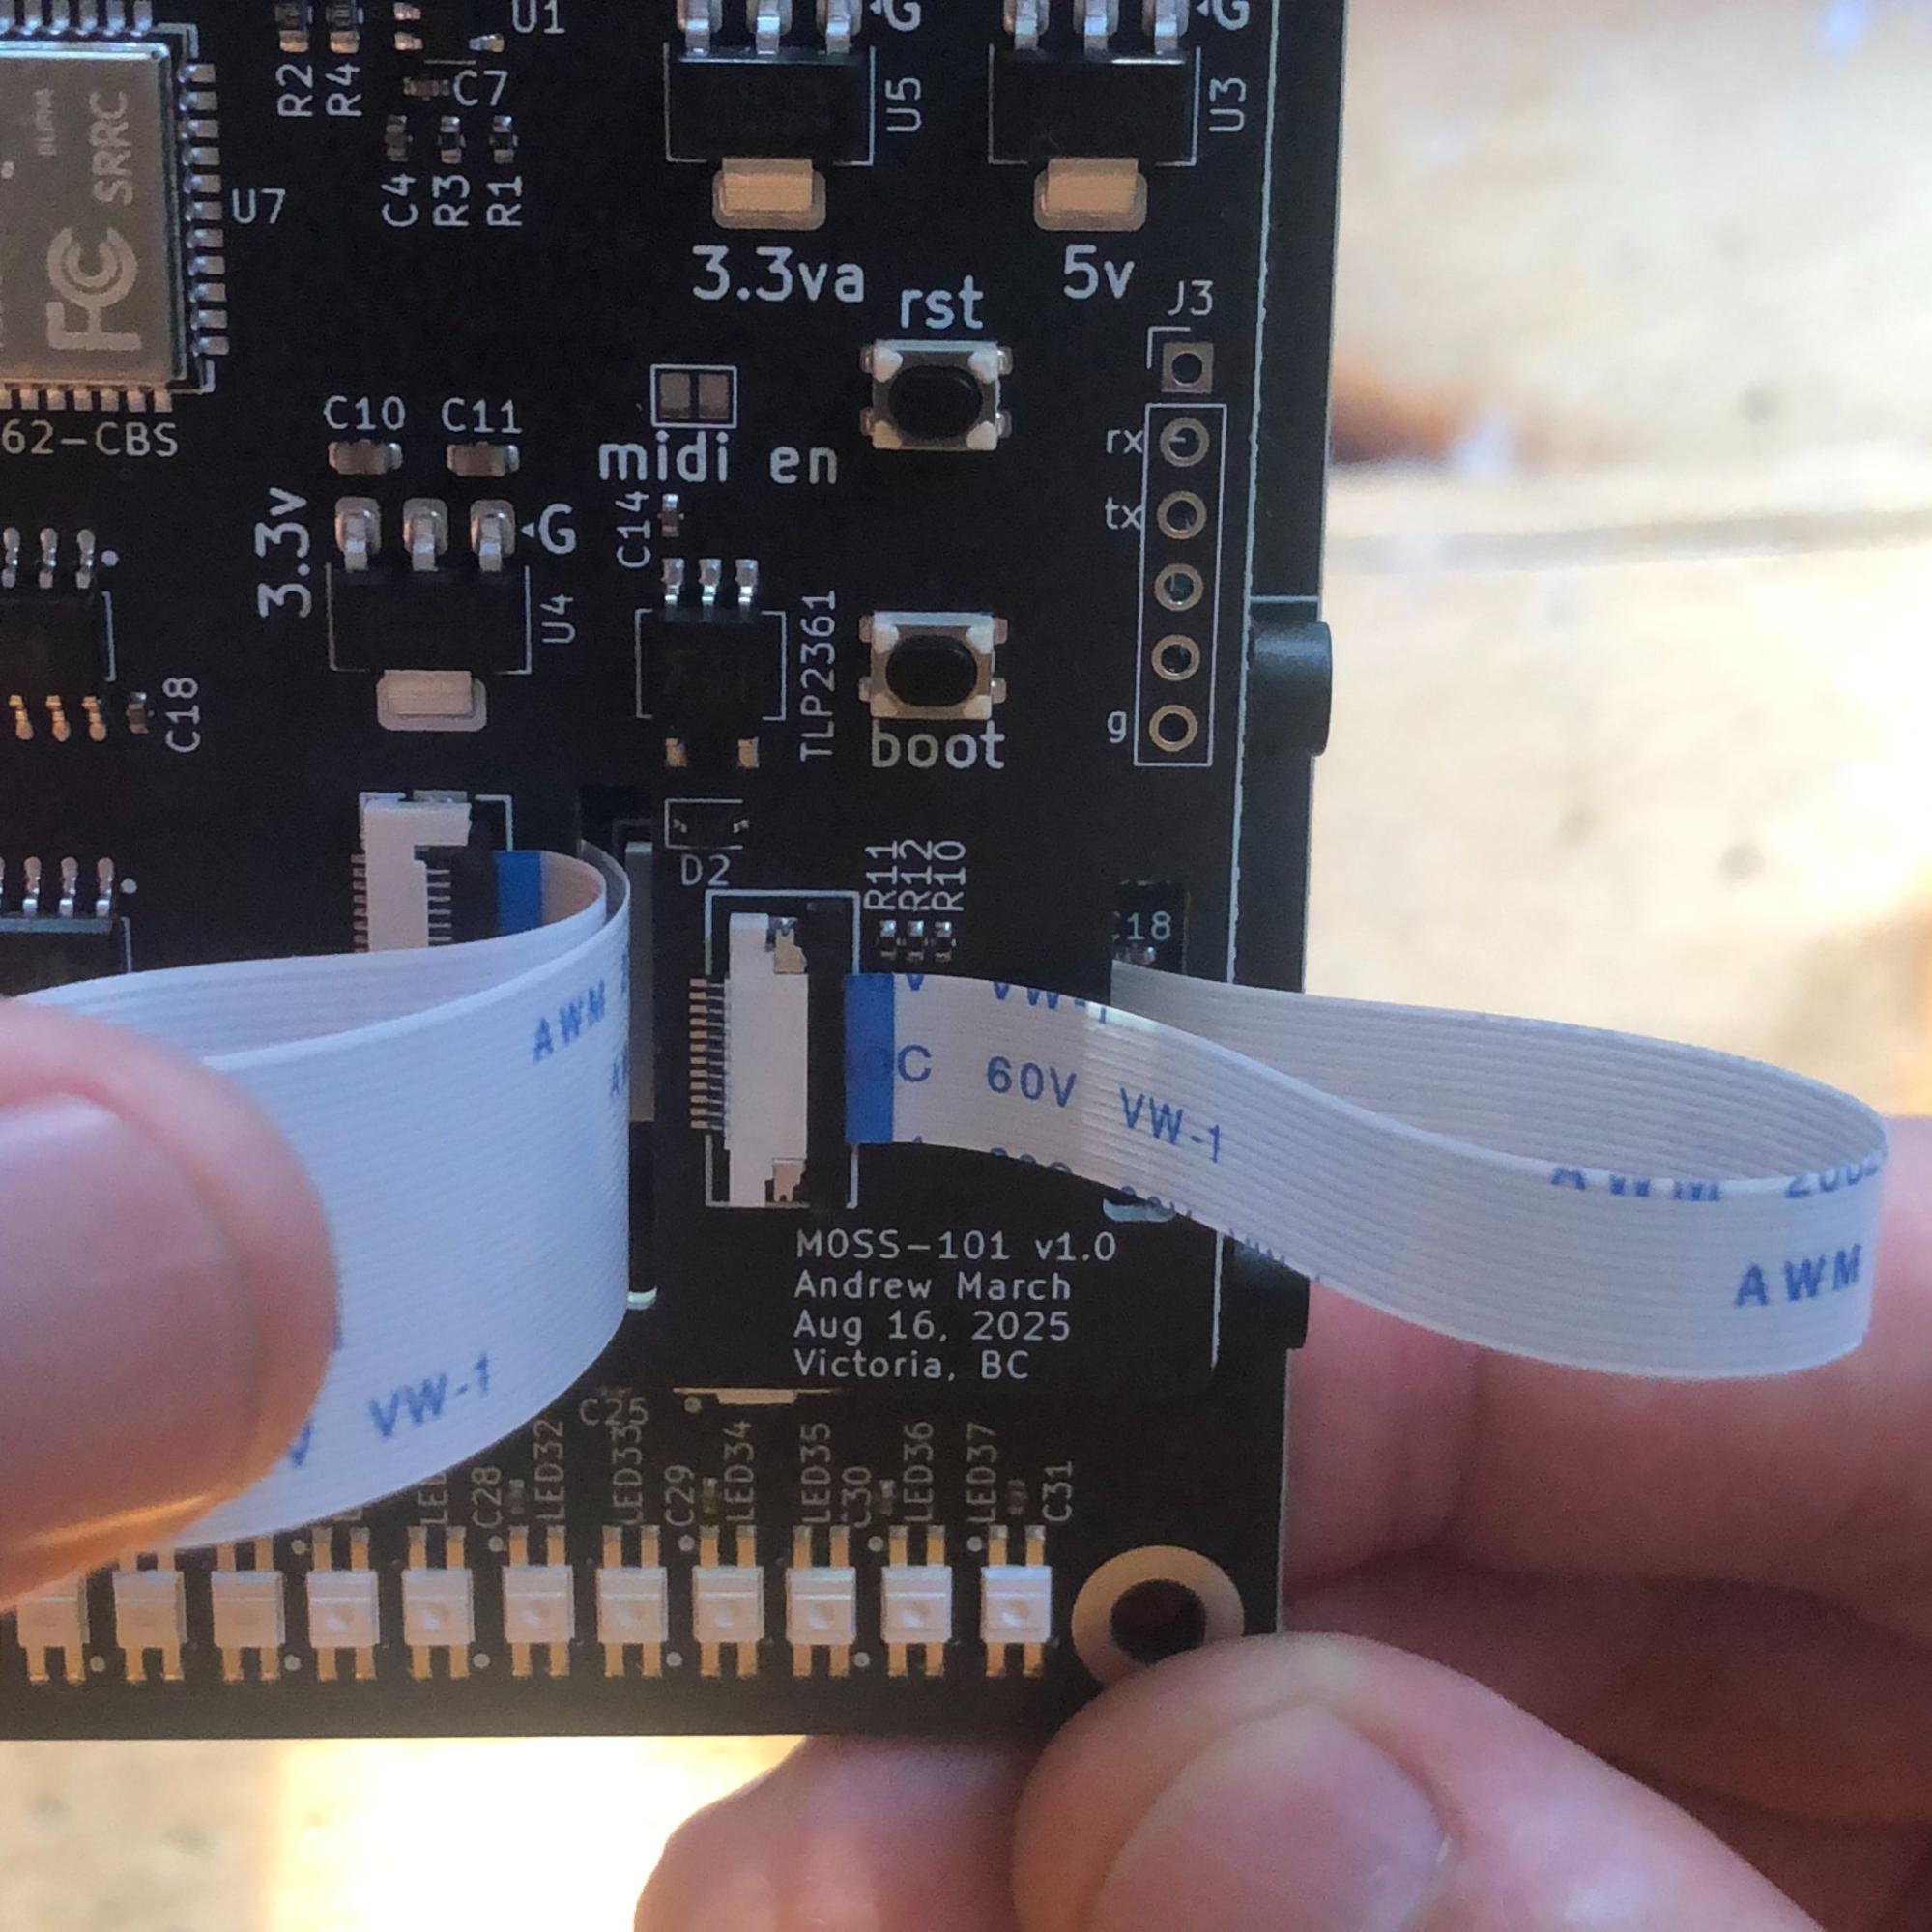 U1
G
G
R2
R4
C7
U5
U3
SRRC
FC
U7
C4
R3
R1
3.3va
5v
rst
J3
C10
C11
62-CBS
midi en
rx
3.3v
G
C14
tx
U4
TLP2361
C18
boot
g
D2
R11
R12
R10
C18
AWM
VW-1
C 60V VW-1
AWM
AWM
MOSS-101 v1.0
Andrew March
Aug 16, 2025
Victoria, BC
VW-1
C25
C28
LED32
LED33
C29
LED34
LED35
C30
LED36
LED37
C31